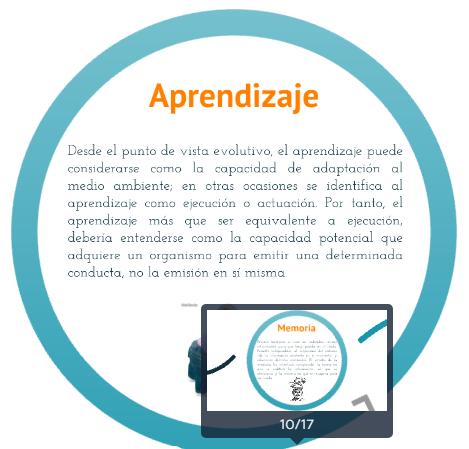 Aprendizaje
Desde el punto de vista evolutivo, el aprendizaje puede
considerarse como la capacidad de adaptación al
medio ambiente; en otras ocasiones se identifica al
aprendizaje como ejecución o actuación. Por tanto, el
aprendizaje más que ser equivalente a ejecución,
debería entenderse como la capacidad potencial que
adquiere un organismo para emitir una determinada
conducta, no la emisión en sí misma.
Memoria
10/17